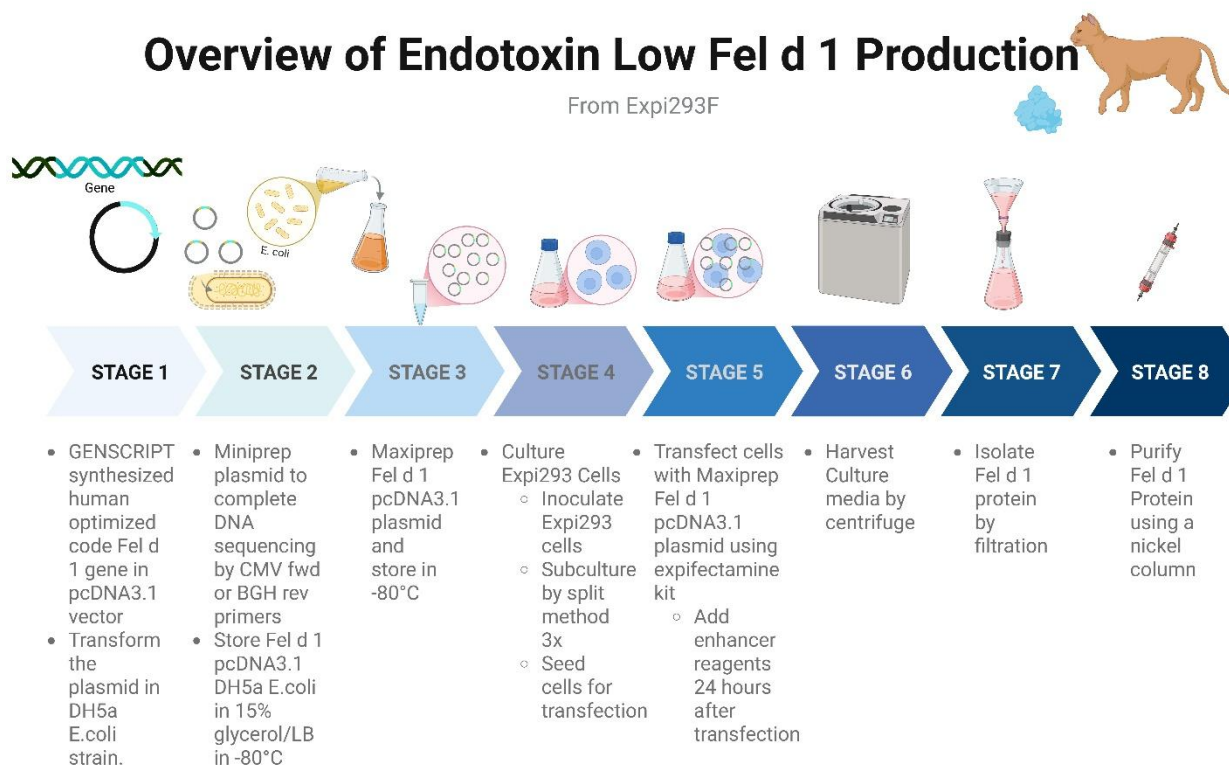 Overview of Endotoxin Low Fel d 1 Production
From Expi293F
Gene
E. coli
STAGE 1
STAGE 2
STAGE 3
STAGE 4
STAGE 5
STAGE 6
STAGE 7
STAGE 8
• GENSCRIPT
synthesized
human
optimized
code Fel d
1 gene in
pcDNA3.1
vector
• Transform
the
plasmid in
DH5a
E.coli
strain.
• Miniprep
plasmid to
complete
DNA
sequencing
by CMV fwd
or BGH rev
primers
• Store Fel d 1
pcDNA3.1
DH5a E.coli
in 15%
glycerol/LB
in -80°C
• Maxiprep
Fel d 1
pcDNA3.1
plasmid
and
store in
-80°C
• Culture
Expi293 Cells
○ Inoculate
Expi293
cells
○ Subculture
by split
method
3x
○ Seed
cells for
transfection
• Transfect cells
with Maxiprep
Fel d 1
pcDNA3.1
plasmid using
expifectamine
kit
○ Add
enhancer
reagents
24 hours
after
transfection
• Harvest
Culture
media by
centrifuge
• Isolate
Fel d 1
protein
by
filtration
• Purify
Fel d 1
Protein
using a
nickel
column